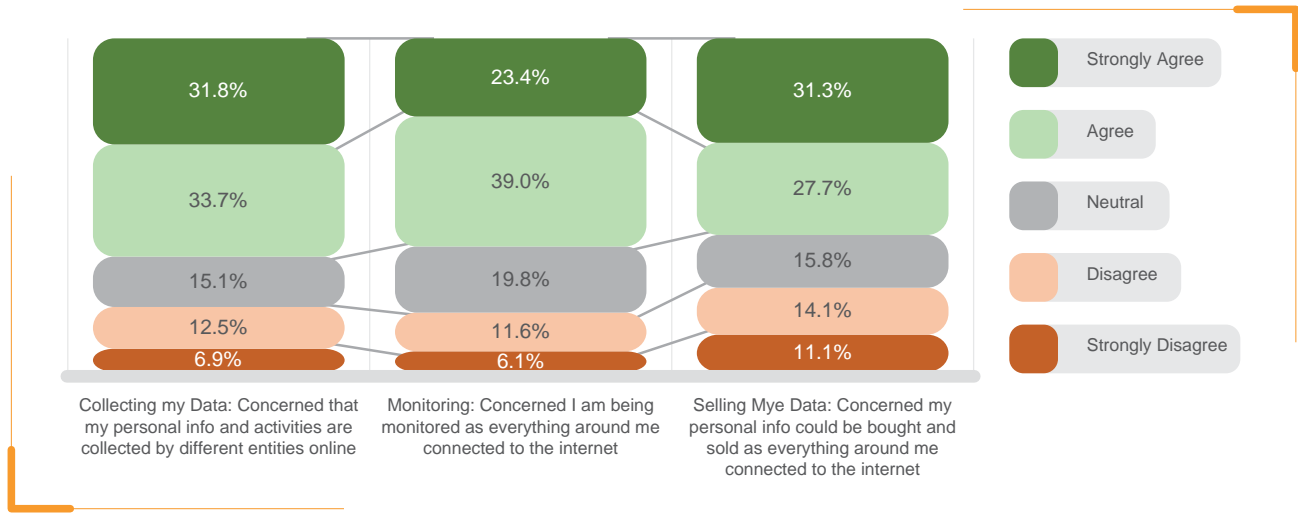 31.8%
23.4%
31.3%
33.7%
39.0%
27.7%
15.1%
19.8%
15.8%
12.5%
11.6%
14.1%
6.9%
6.1%
11.1%
Collecting my Data: Concerned that
my personal info and activities are
collected by different entities online
Monitoring: Concerned I am being
monitored as everything around me
connected to the internet
Selling Mye Data: Concerned my
personal info could be bought and
sold as everything around me
connected to the internet
Strongly Agree
Agree
Neutral
Disagree
Strongly Disagree